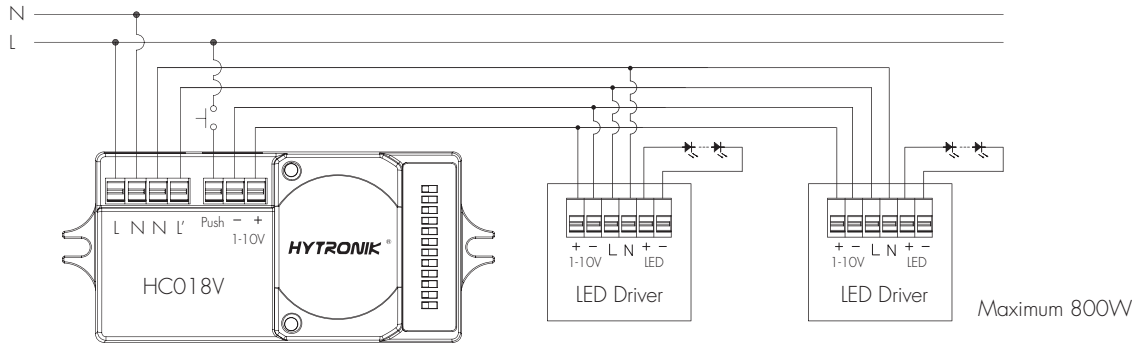 N
L
L N N L' Push − +
1-10V
HYTRONIK ®
HC018V
+ − L N + −
1-10V LED
LED Driver
+ − L N + −
1-10V LED
LED Driver
Maximum 800W